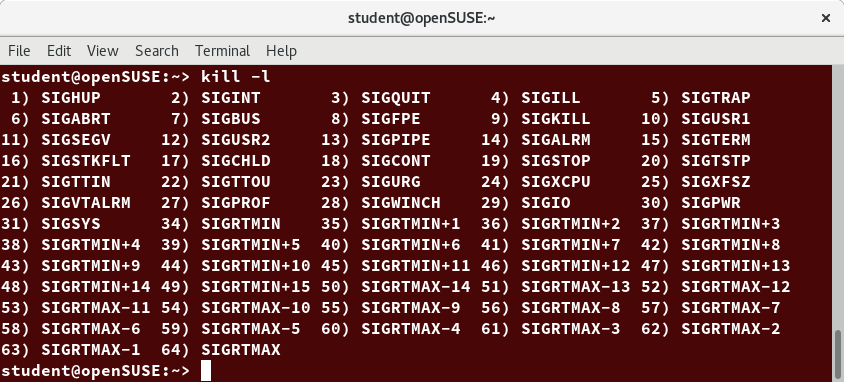 student@openSUSE:~
×
File Edit View Search Terminal Help
student@openSUSE:~> kill -l
 1) SIGHUP       2) SIGINT       3) SIGQUIT      4) SIGILL       5) SIGTRAP
 6) SIGABRT      7) SIGBUS       8) SIGFPE       9) SIGKILL     10) SIGUSR1
11) SIGSEGV     12) SIGUSR2     13) SIGPIPE     14) SIGALRM     15) SIGTERM
16) SIGSTKFLT   17) SIGCHLD     18) SIGCONT     19) SIGSTOP     20) SIGTSTP
21) SIGTTIN     22) SIGTTOU     23) SIGURG      24) SIGXCPU     25) SIGXFSZ
26) SIGVTALRM   27) SIGPROF     28) SIGWINCH    29) SIGIO       30) SIGPWR
31) SIGSYS      34) SIGRTMIN    35) SIGRTMIN+1  36) SIGRTMIN+2  37) SIGRTMIN+3
38) SIGRTMIN+4  39) SIGRTMIN+5  40) SIGRTMIN+6  41) SIGRTMIN+7  42) SIGRTMIN+8
43) SIGRTMIN+9  44) SIGRTMIN+10 45) SIGRTMIN+11 46) SIGRTMIN+12 47) SIGRTMIN+13
48) SIGRTMIN+14 49) SIGRTMIN+15 50) SIGRTMAX-14 51) SIGRTMAX-13 52) SIGRTMAX-12
53) SIGRTMAX-11 54) SIGRTMAX-10 55) SIGRTMAX-9  56) SIGRTMAX-8  57) SIGRTMAX-7
58) SIGRTMAX-6  59) SIGRTMAX-5  60) SIGRTMAX-4  61) SIGRTMAX-3  62) SIGRTMAX-2
63) SIGRTMAX-1  64) SIGRTMAX
student@openSUSE:~>